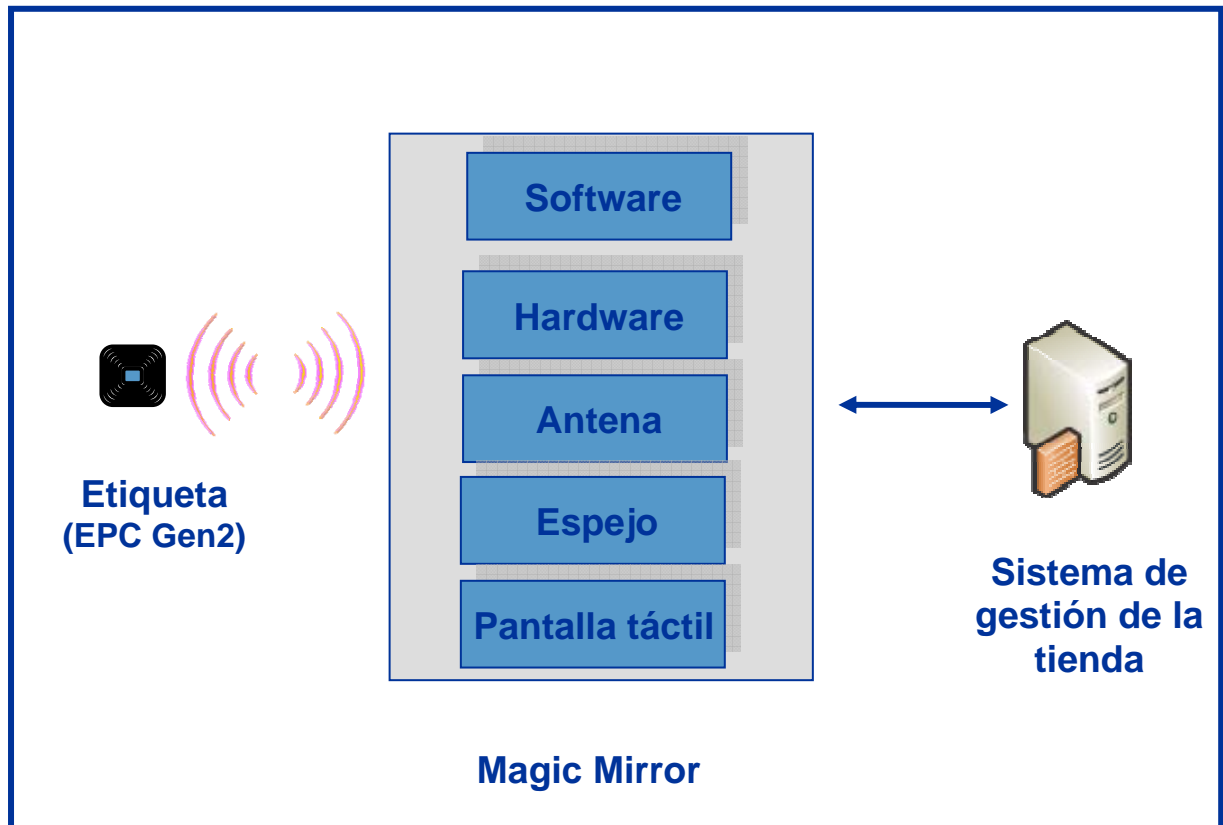 Software
Hardware
Antena
Espejo
Pantalla táctil
Etiqueta
(EPC Gen2)
Sistema de
gestión de la
tienda
Magic Mirror